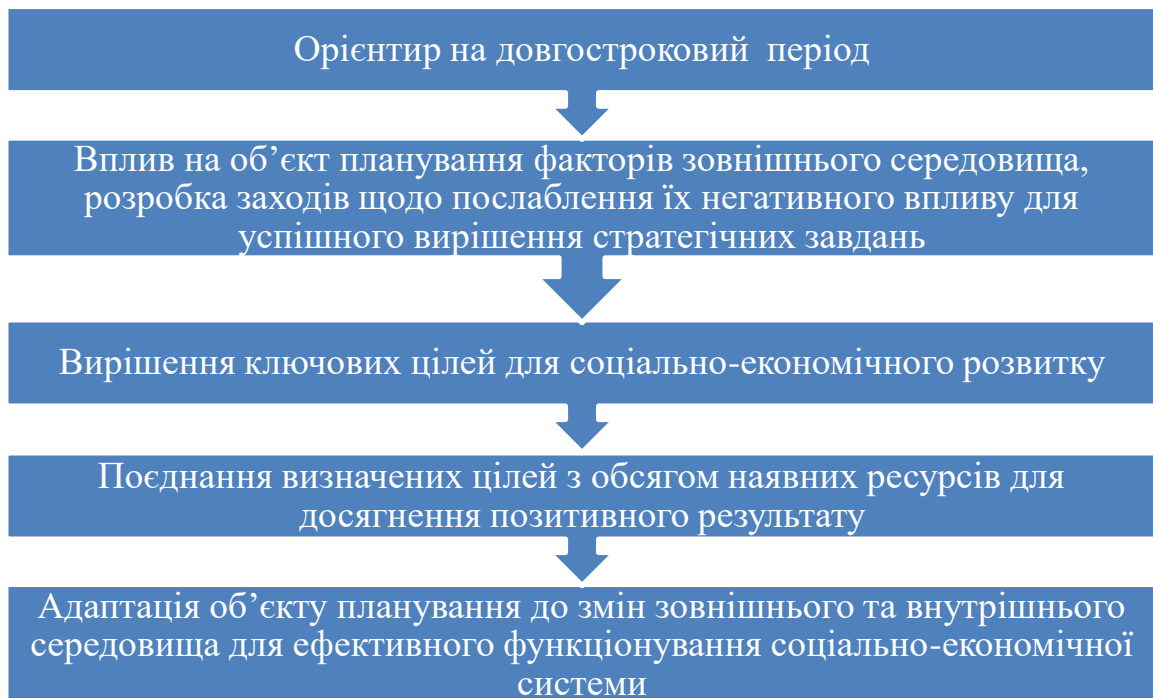 Орієнтир на довгостроковий період
Вплив на об’єкт планування факторів зовнішнього середовища,
розробка заходів щодо послаблення їх негативного впливу для
успішного вирішення стратегічних завдань
Вирішення ключових цілей для соціально-економічного розвитку
Поєднання визначених цілей з обсягом наявних ресурсів для
досягнення позитивного результату
Адаптація об’єкту планування до змін зовнішнього та внутрішнього
середовища для ефективного функціонування соціально-економічної
системи